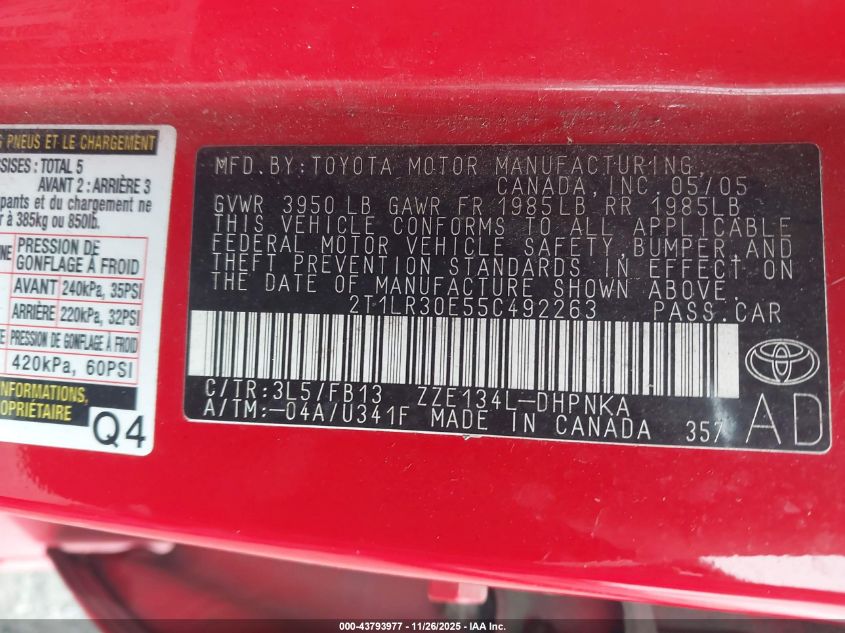 PNEUS ET LE CHARGEMENT
TOTAL 5
AVANT 2 : ARRIÈRE 3
et du chargement ne
r à 385kg ou 850lb.
PRESSION DE
GONFLAGE À FROID
AVANT 240kPa, 35PSI
ARRIÈRE 220kPa, 32PSI
PRESSION DE GONFLAGE À FROID
420kPa, 60PSI
INFORMATIONS,
Q4
MFD.BY:TOYOTA MOTOR MANUFACTURING,
CANADA, INC.05/05
GVWR 3950 LB GAWR FR 1985LB, RR 1985LB
THIS VEHICLE CONFORMS TO ALL APPLICABLE
FEDERAL MOTOR VEHICLE SAFETY, BUMPER, AND
THEFT PREVENTION STANDARDS IN EFFECT ON
THE DATE OF MANUFACTURE SHOWN ABOVE.
2T1LR30E55C492263 PASS.CAR
C/TR:3L5/FB13 ZZE134L-DHPNKA
A/TM:-04A/U341F MADE IN CANADA 357
AD
000-43793977 - 11/26/2025 - IAA Inc.